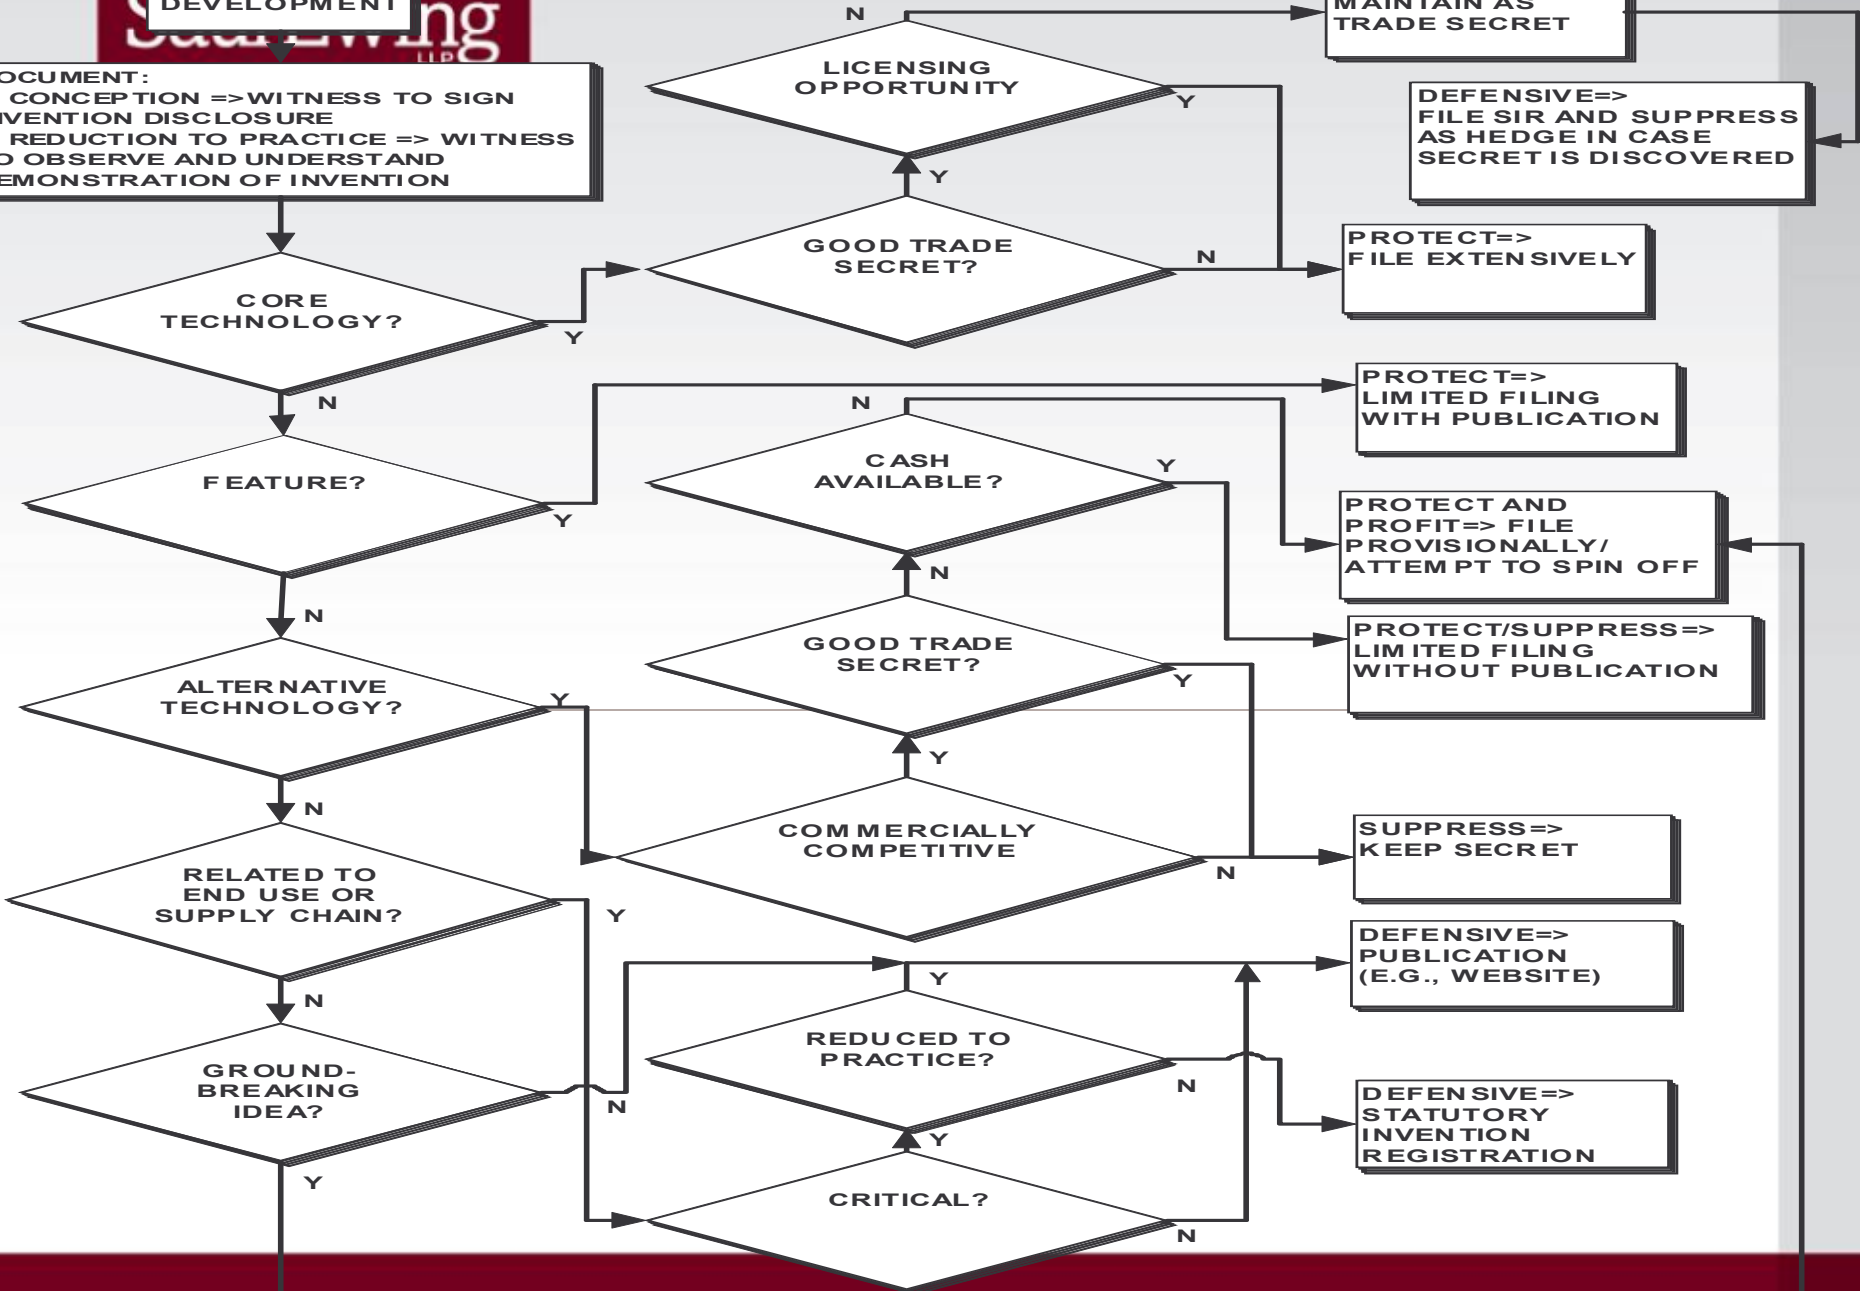 DEVELOPMENT
Saul Ewing
LLP
OCUMENT:
CONCEPTION =>WITNESS TO SIGN
NVENTION DISCLOSURE
REDUCTION TO PRACTICE => WITNESS
O OBSERVE AND UNDERSTAND
EMONSTRATION OF INVENTION
CORE
TECHNOLOGY?
Y
N
FEATURE?
Y
N
ALTERNATIVE
TECHNOLOGY?
Y
N
RELATED TO
END USE OR
SUPPLY CHAIN?
Y
N
GROUND-
BREAKING
IDEA?
N
Y
N
LICENSING
OPPORTUNITY
Y
Y
GOOD TRADE
SECRET?
N
N
CASH
AVAILABLE?
Y
N
GOOD TRADE
SECRET?
Y
Y
COMMERCIALLY
COMPETITIVE
N
Y
REDUCED TO
PRACTICE?
N
Y
CRITICAL?
N
MAINTAIN AS
TRADE SECRET
DEFENSIVE=>
FILE SIR AND SUPPRESS
AS HEDGE IN CASE
SECRET IS DISCOVERED
PROTECT=>
FILE EXTENSIVELY
PROTECT=>
LIMITED FILING
WITH PUBLICATION
PROTECT AND
PROFIT=> FILE
PROVISIONALLY/
ATTEMPT TO SPIN OFF
PROTECT/SUPPRESS=>
LIMITED FILING
WITHOUT PUBLICATION
SUPPRESS=>
KEEP SECRET
DEFENSIVE=>
PUBLICATION
(E.G., WEBSITE)
DEFENSIVE=>
STATUTORY
INVENTION
REGISTRATION